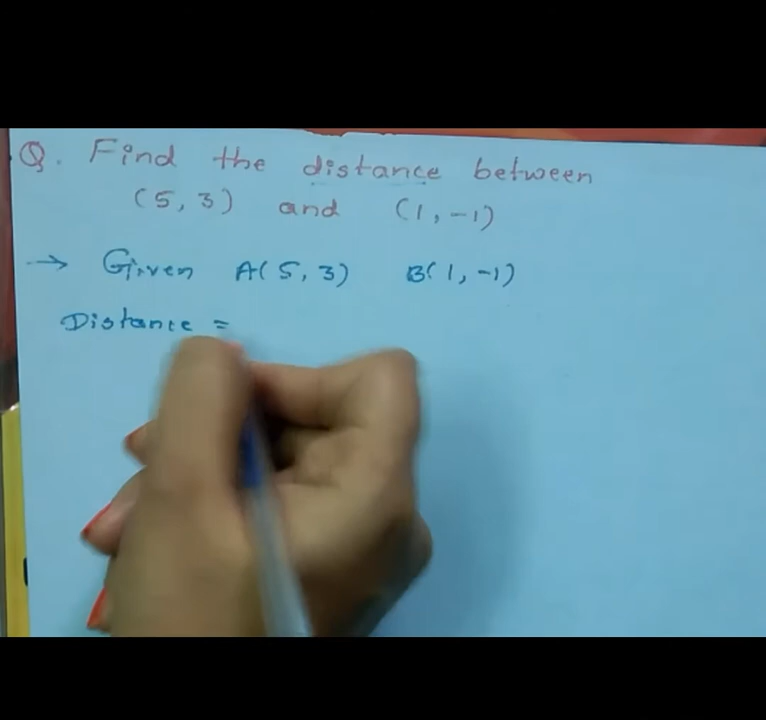 Q. Find the distance between
(5, 3) and (1, -1)
→ Given A(5, 3) B(1, -1)
Distance =